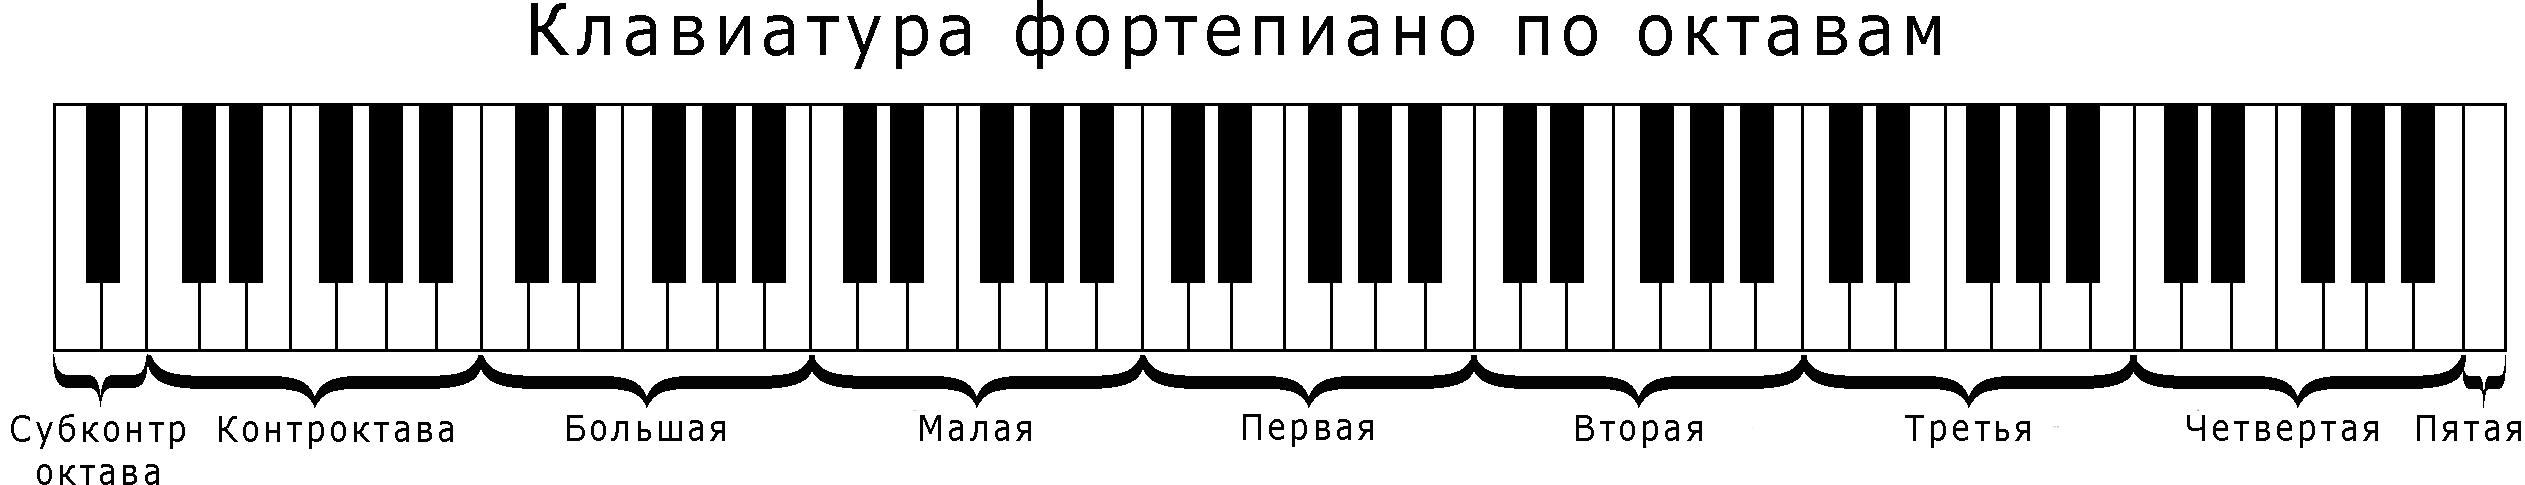 Клавиатура фортепиано по октавам
Субконтр октава
Контроктава
Большая
Малая
Первая
Вторая
Третья
Четвертая
Пятая